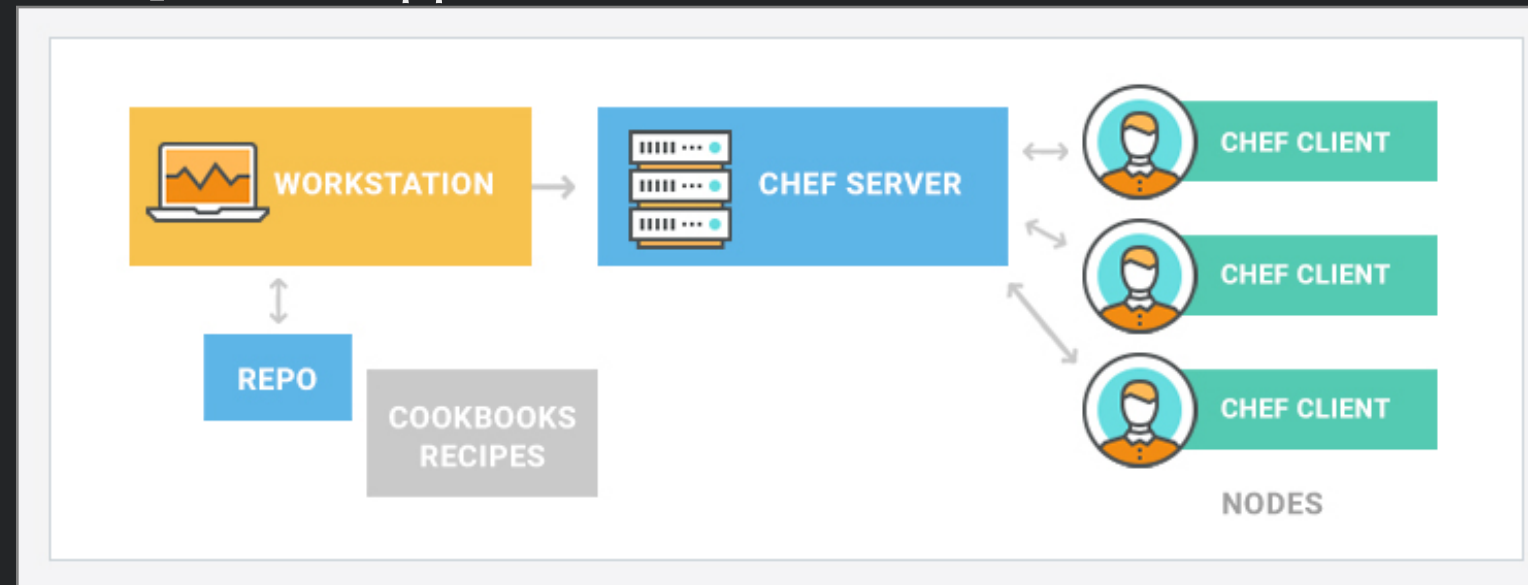 WORKSTATION
CHEF SERVER
CHEF CLIENT
CHEF CLIENT
CHEF CLIENT
REPO
COOKBOOKS
RECIPES
NODES